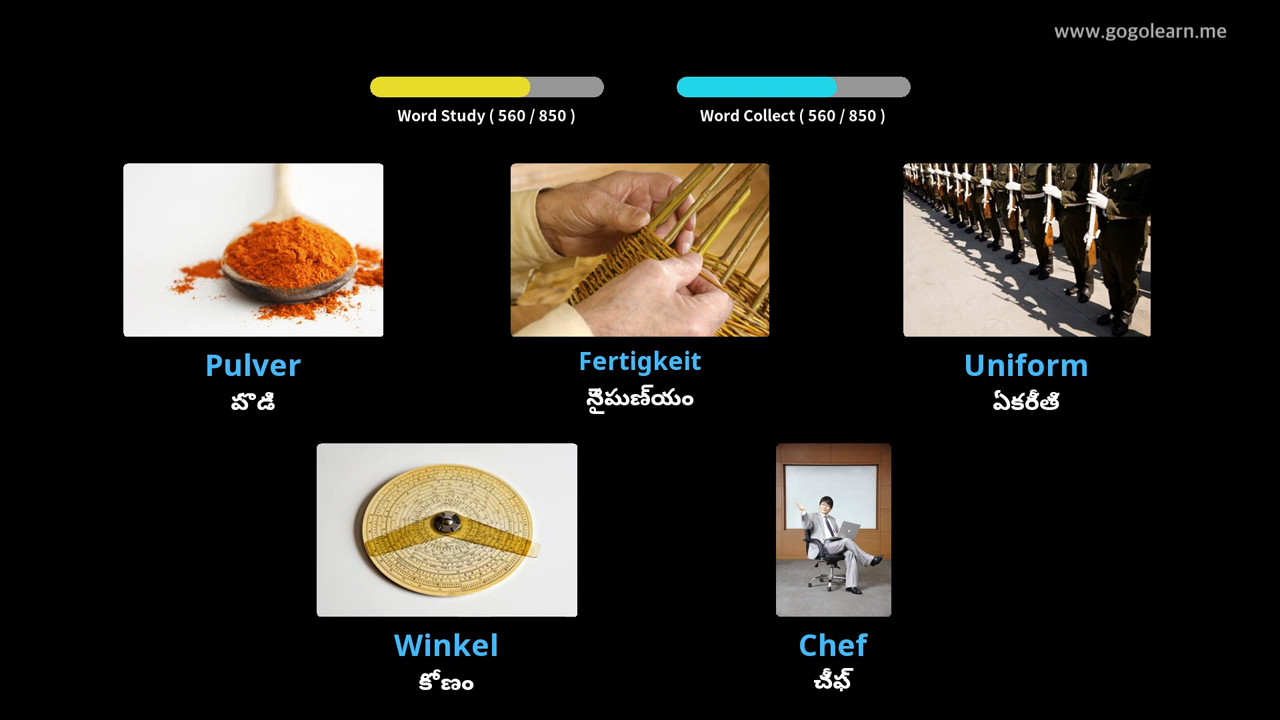 www.gogolearn.me
Word Study ( 560 / 850 )
Word Collect ( 560 / 850 )
Pulver
పొడి
Fertigkeit
నైపుణ్యం
Uniform
ఏకరీతి
Winkel
కోణం
Chef
చీఫ్